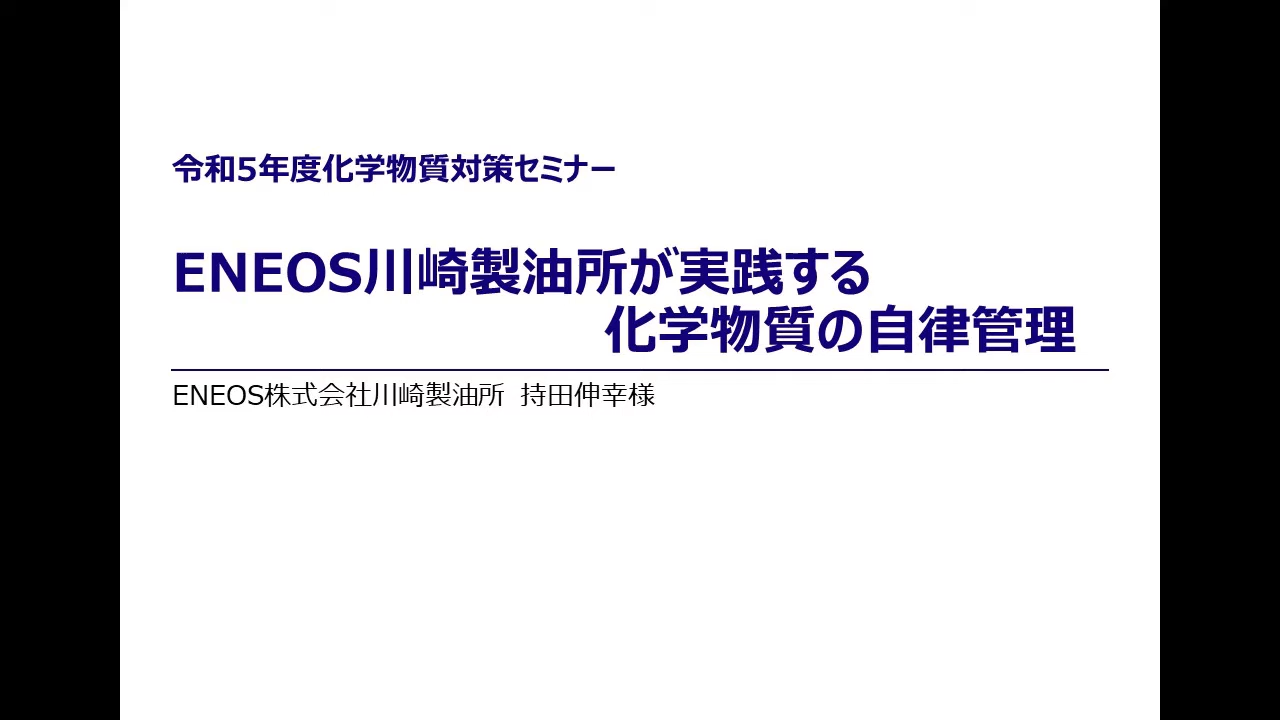 令和5年度化学物質対策セミナー
ENEOS川崎製油所が実践する
化学物質の自律管理
ENEOS株式会社川崎製油所 持田伸幸様